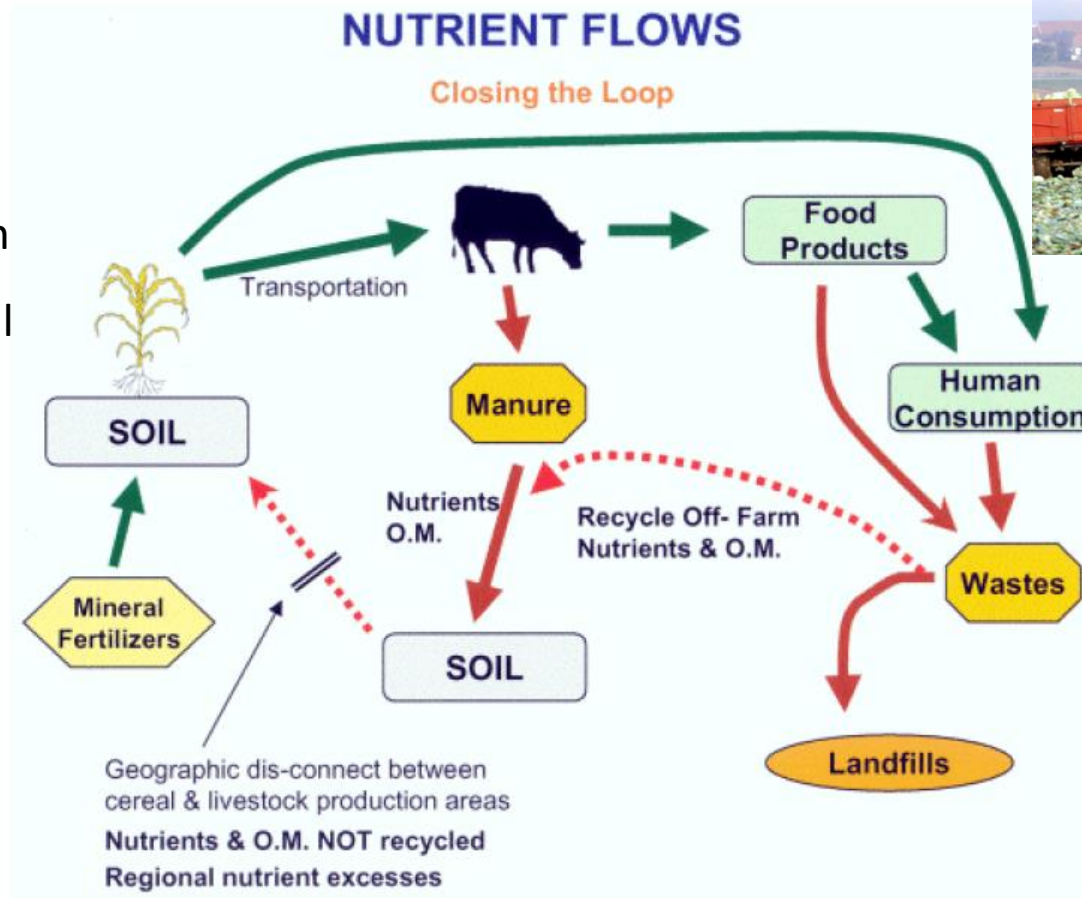 NUTRIENT FLOWS
Closing the Loop
Food
Products
Transportation
Human
Consumption
Manure
SOIL
Nutrients
O.M.
Recycle Off- Farm
Nutrients & O.M.
Wastes
Mineral
Fertilizers
SOIL
Landfills
Geographic dis-connect between
cereal & livestock production areas
Nutrients & O.M. NOT recycled
Regional nutrient excesses